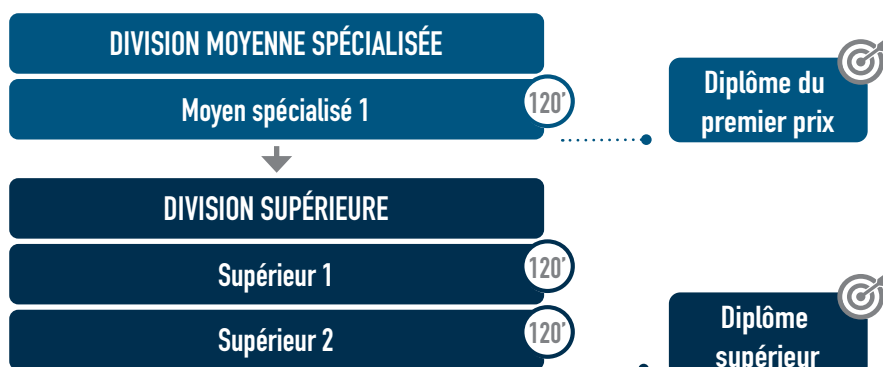 DIVISION MOYENNE SPÉCIALISÉE
Moyen spécialisé 1
120’
Diplôme du
premier prix
DIVISION SUPÉRIEURE
Supérieur 1
120’
Supérieur 2
120’
Diplôme
supérieur